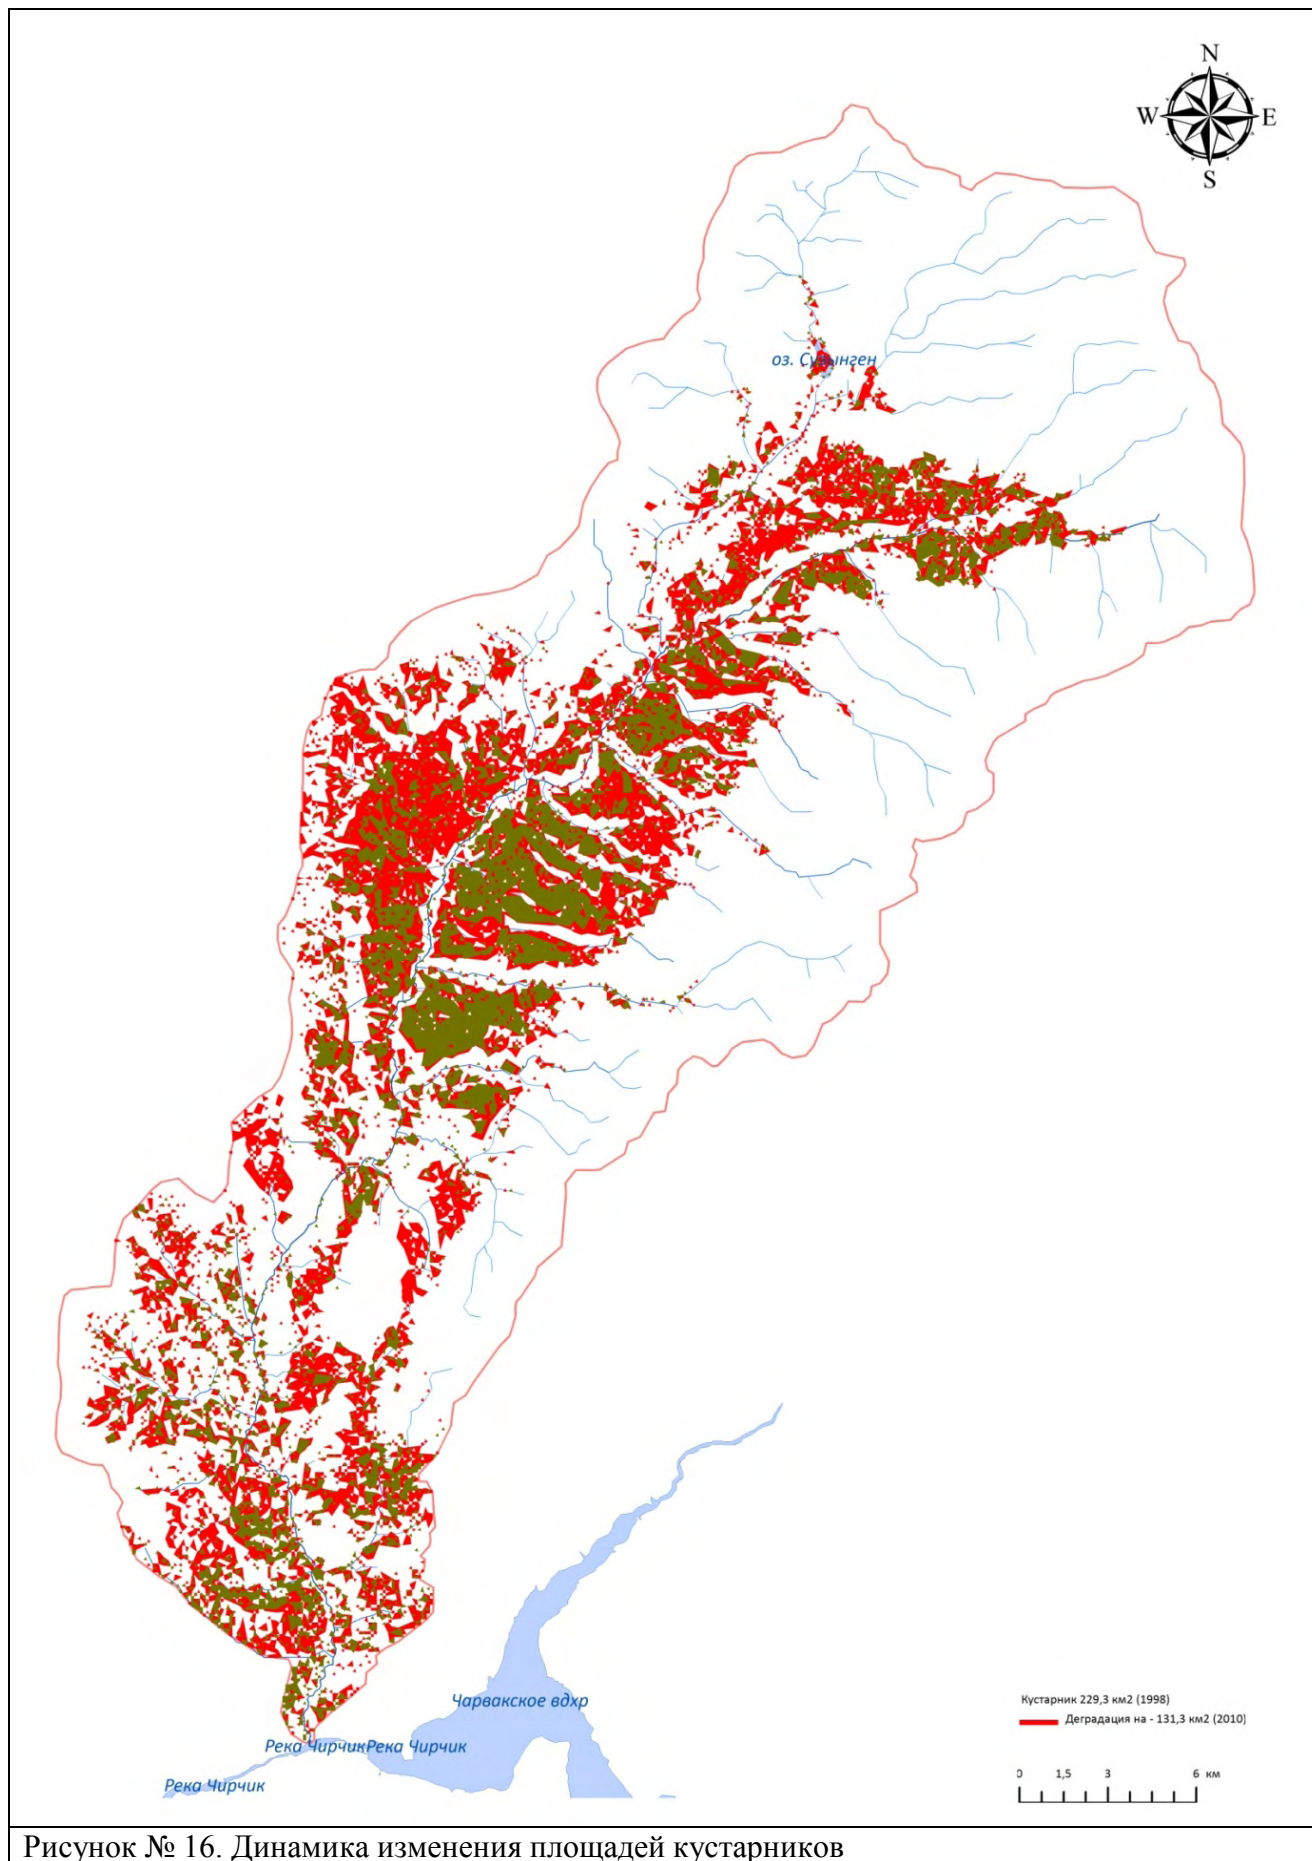 N
W E
S
оз. Сузынген
Чарвакское вдхр
Река Чирчик
Река Чирчик
Река Чирчик
Кустарник 229,3 км2 (1998)
Деградация на - 131,3 км2 (2010)
0 1,5 3 6 км
Рисунок № 16. Динамика изменения площадей кустарников